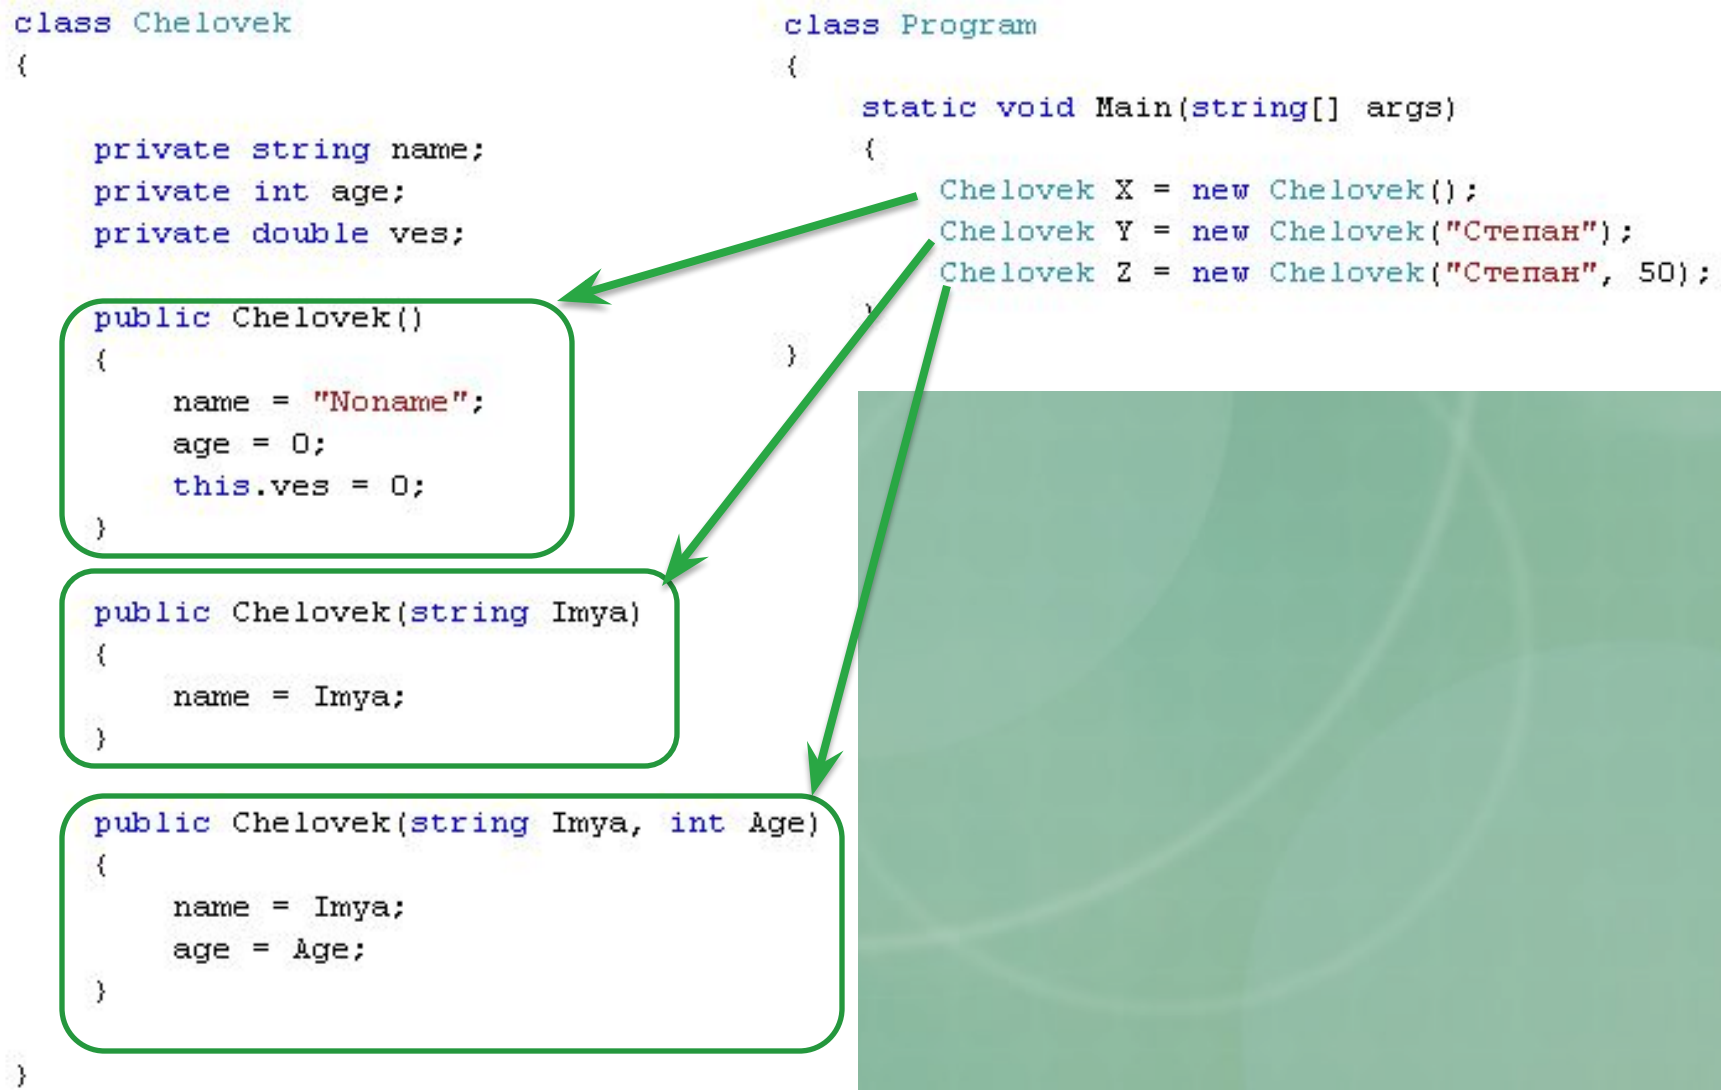 class Chelovek
{
private string name;
private int age;
private double ves;
public Chelovek()
{
name = "Noname";
age = 0;
this.ves = 0;
}
public Chelovek(string Imya)
{
name = Imya;
}
public Chelovek(string Imya, int Age)
{
name = Imya;
age = Age;
}
}
class Program
{
static void Main(string[] args)
{
Chelovek X = new Chelovek();
Chelovek Y = new Chelovek("Степан");
Chelovek Z = new Chelovek("Степан", 50);
}
}